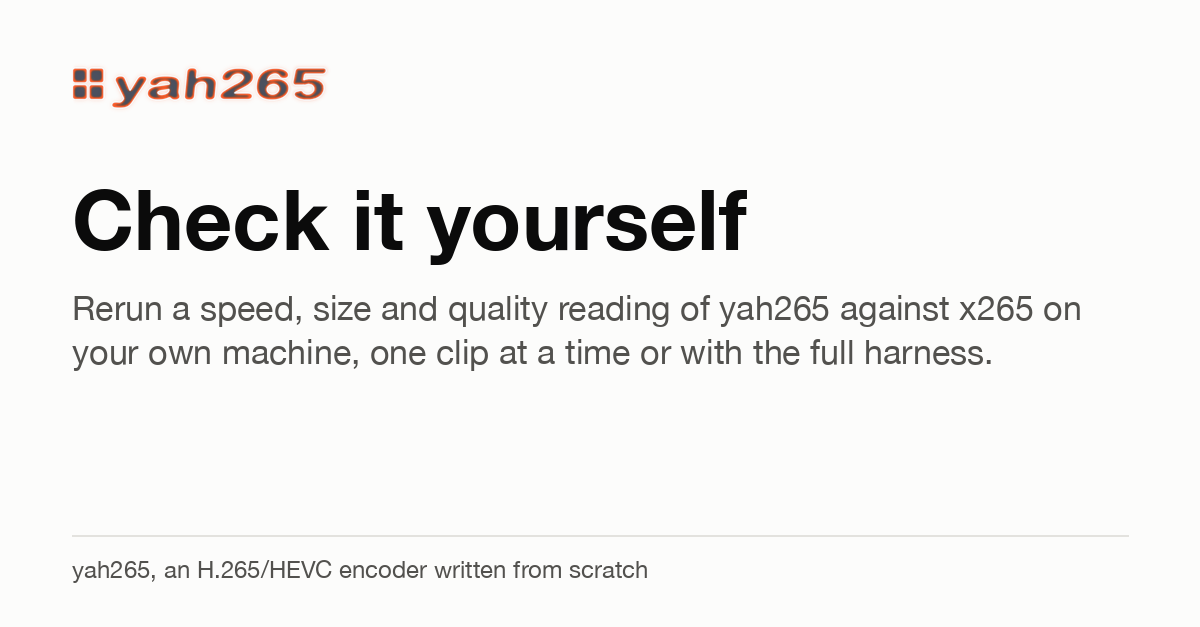 yah265
Check it yourself
Rerun a speed, size and quality reading of yah265 against x265 on
your own machine, one clip at a time or with the full harness.
yah265, an H.265/HEVC encoder written from scratch